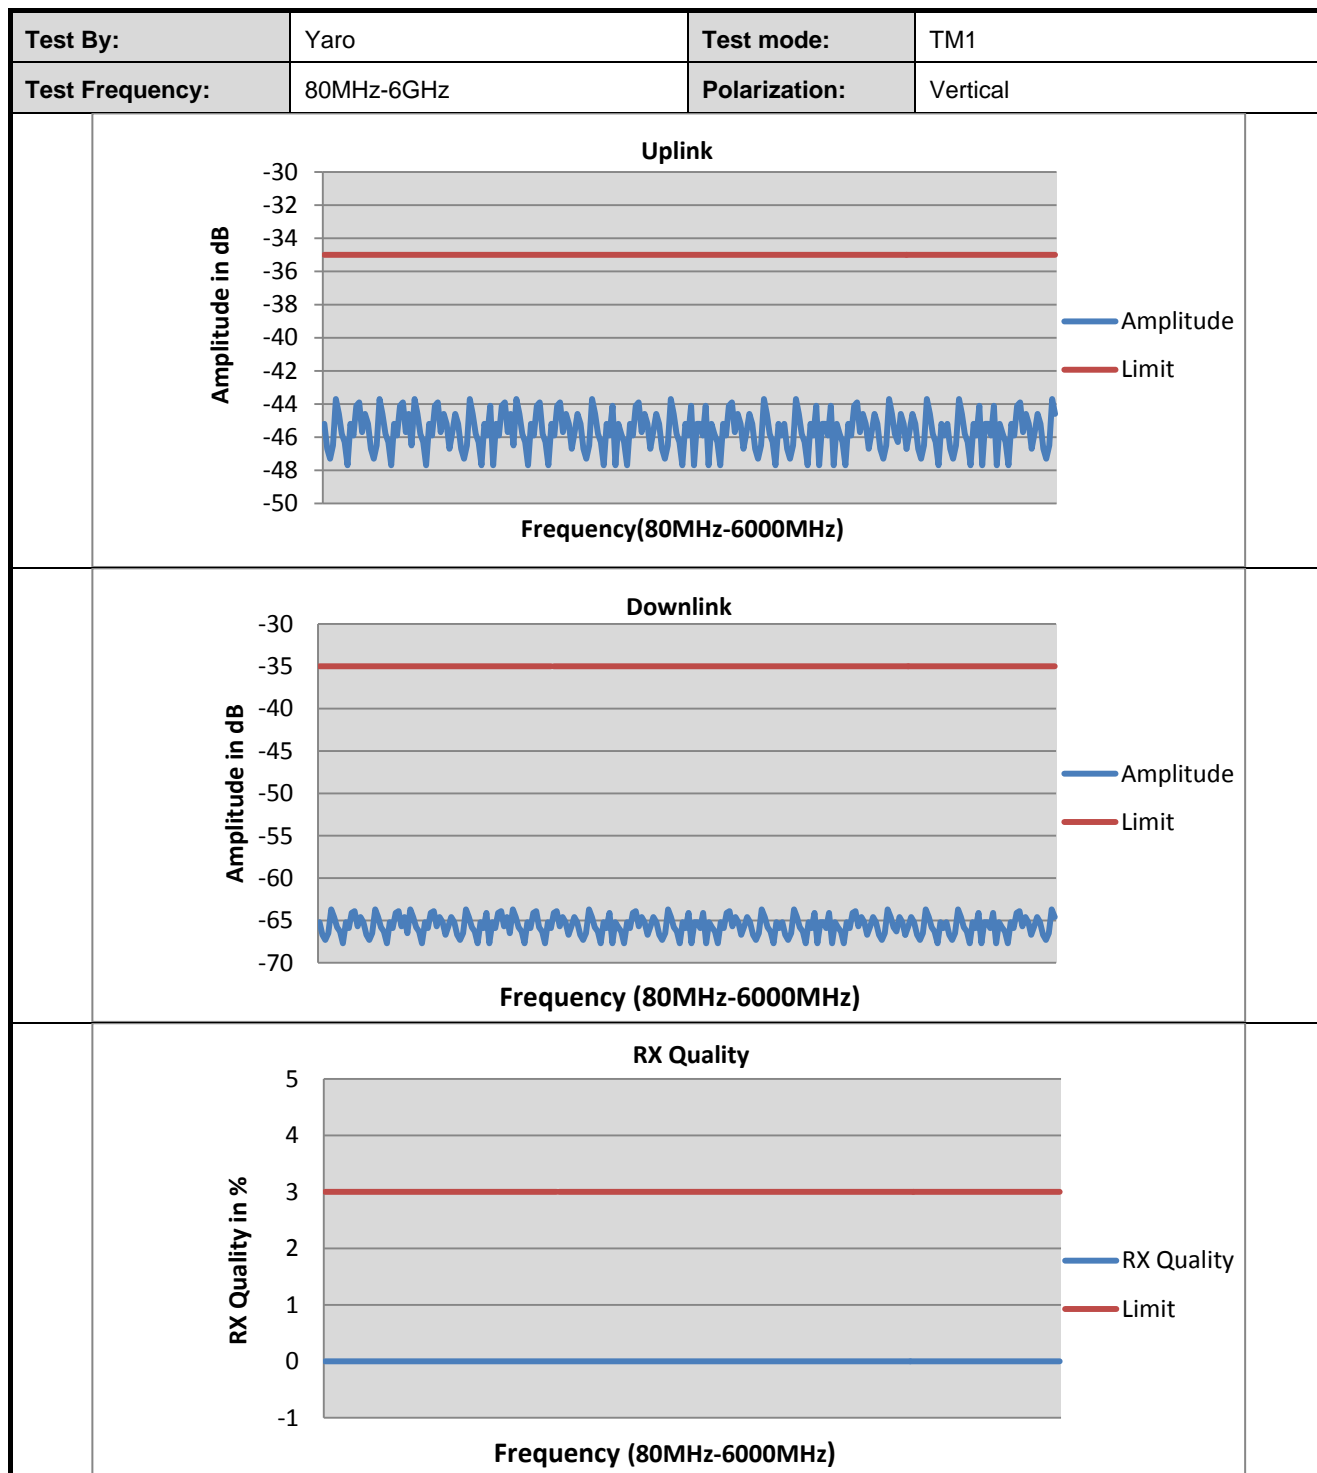 Test By: Yaro Test mode: TM1
Test Frequency: 80MHz-6GHz Polarization: Vertical
Uplink
-30
-32
-34
-36
-38
-40
-42
-44
-46
-48
-50
Amplitude in dB
Amplitude
Limit
Frequency(80MHz-6000MHz)
Downlink
-30
-35
-40
-45
-50
-55
-60
-65
-70
Amplitude in dB
Amplitude
Limit
Frequency (80MHz-6000MHz)
RX Quality
5
4
3
2
1
0
-1
RX Quality in %
RX Quality
Limit
Frequency (80MHz-6000MHz)